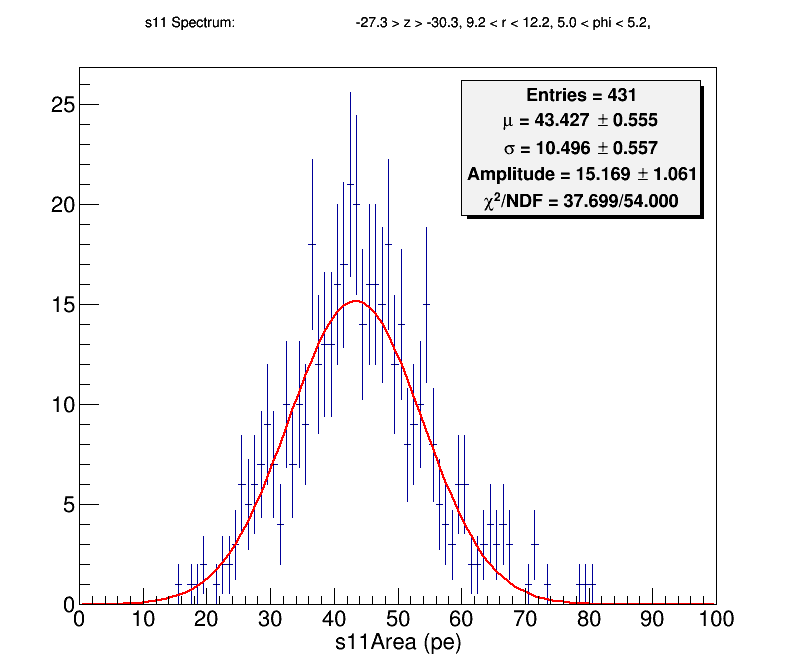 s11 Spectrum: -27.3 > z > -30.3, 9.2 < r < 12.2, 5.0 < phi < 5.2,
Entries = 431
μ = 43.427 ± 0.555
σ = 10.496 ± 0.557
Amplitude = 15.169 ± 1.061
χ²/NDF = 37.699/54.000
25
20
15
10
5
0
0 10 20 30 40 50 60 70 80 90 100
s11Area (pe)